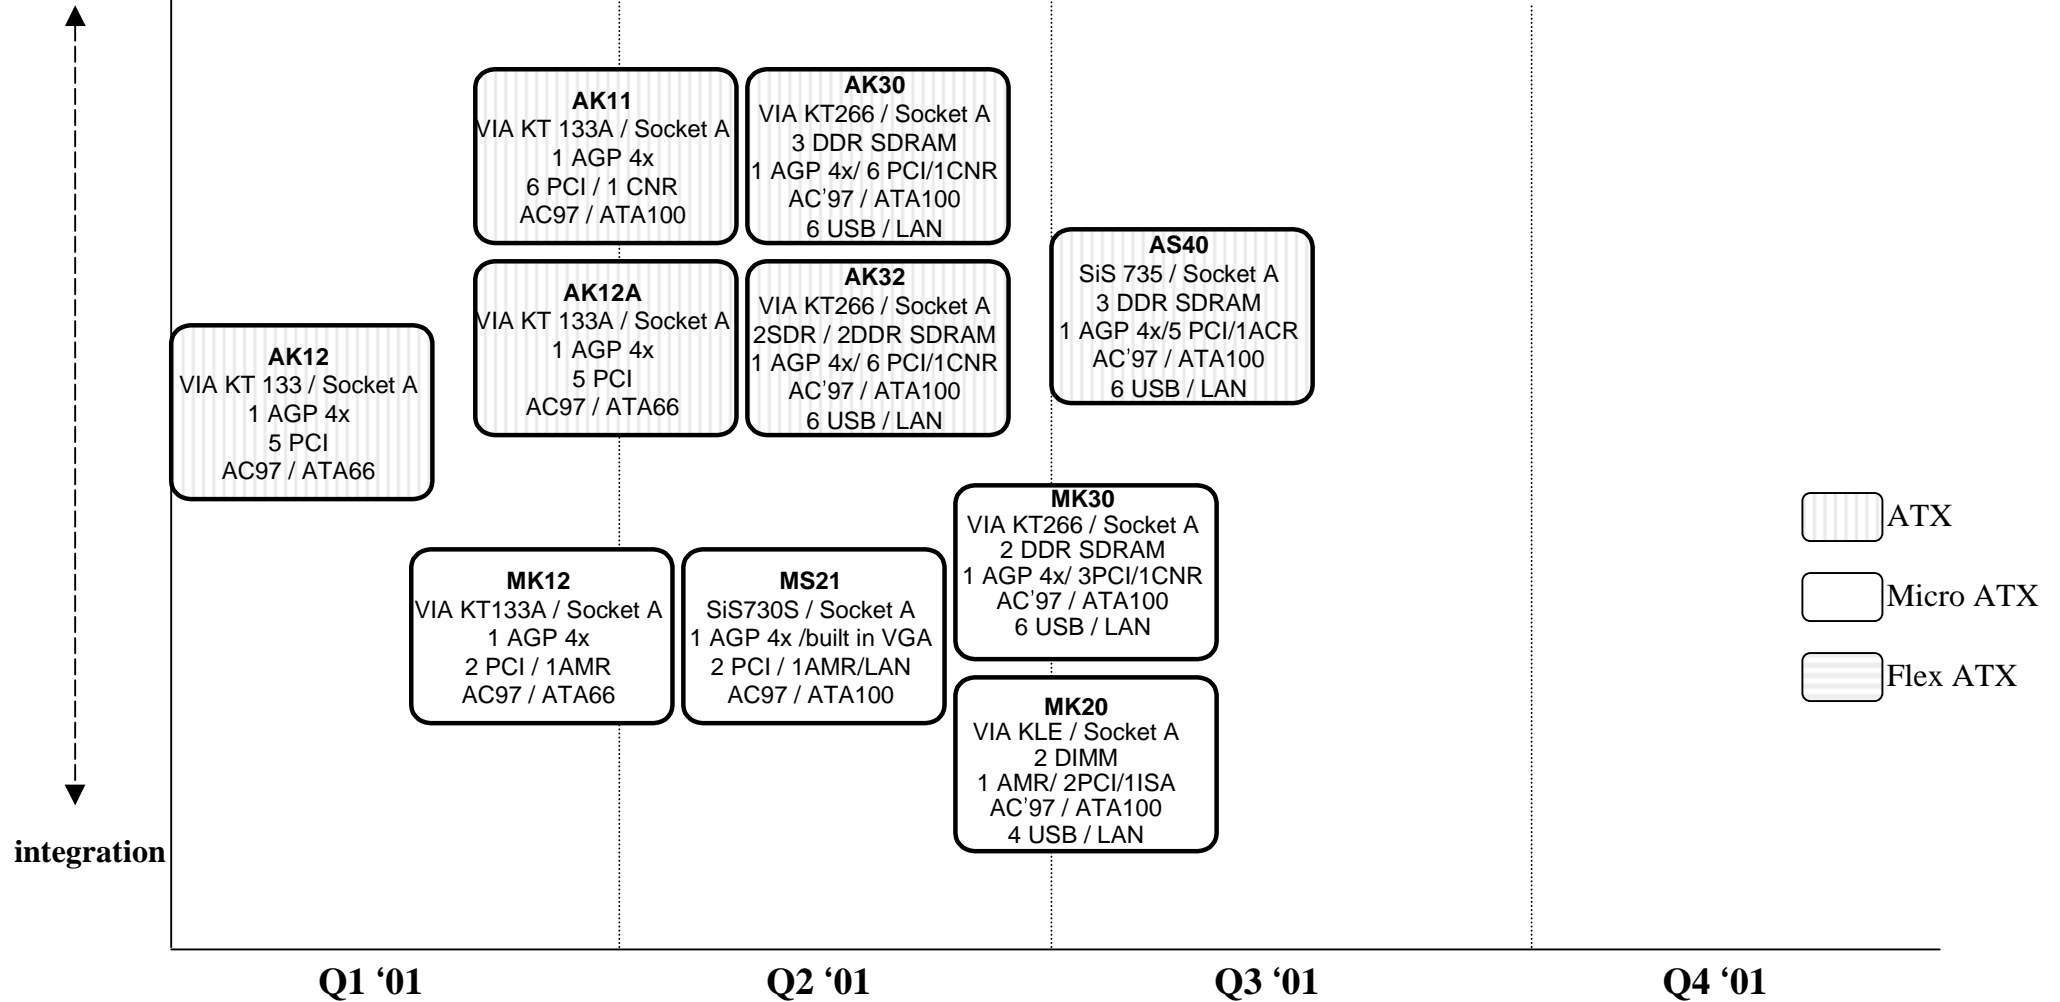 AK11
VIA KT 133A / Socket A
1 AGP 4x
6 PCI / 1 CNR
AC97 / ATA100
AK30
VIA KT266 / Socket A
3 DDR SDRAM
1 AGP 4x/ 6 PCI/1CNR
AC'97 / ATA100
6 USB / LAN
AK12A
VIA KT 133A / Socket A
1 AGP 4x
5 PCI
AC97 / ATA66
AK32
VIA KT266 / Socket A
2SDR / 2DDR SDRAM
1 AGP 4x/ 6 PCI/1CNR
AC'97 / ATA100
6 USB / LAN
AS40
SiS 735 / Socket A
3 DDR SDRAM
1 AGP 4x/5 PCI/1ACR
AC'97 / ATA100
6 USB / LAN
AK12
VIA KT 133 / Socket A
1 AGP 4x
5 PCI
AC97 / ATA66
MK12
VIA KT133A / Socket A
1 AGP 4x
2 PCI / 1AMR
AC97 / ATA66
MS21
SiS730S / Socket A
1 AGP 4x /built in VGA
2 PCI / 1AMR/LAN
AC97 / ATA100
MK30
VIA KT266 / Socket A
2 DDR SDRAM
1 AGP 4x/ 3PCI/1CNR
AC'97 / ATA100
6 USB / LAN
MK20
VIA KLE / Socket A
2 DIMM
1 AMR/ 2PCI/1ISA
AC'97 / ATA100
4 USB / LAN
ATX
Micro ATX
Flex ATX
integration
Q1 ‘01
Q2 ‘01
Q3 ‘01
Q4 ‘01